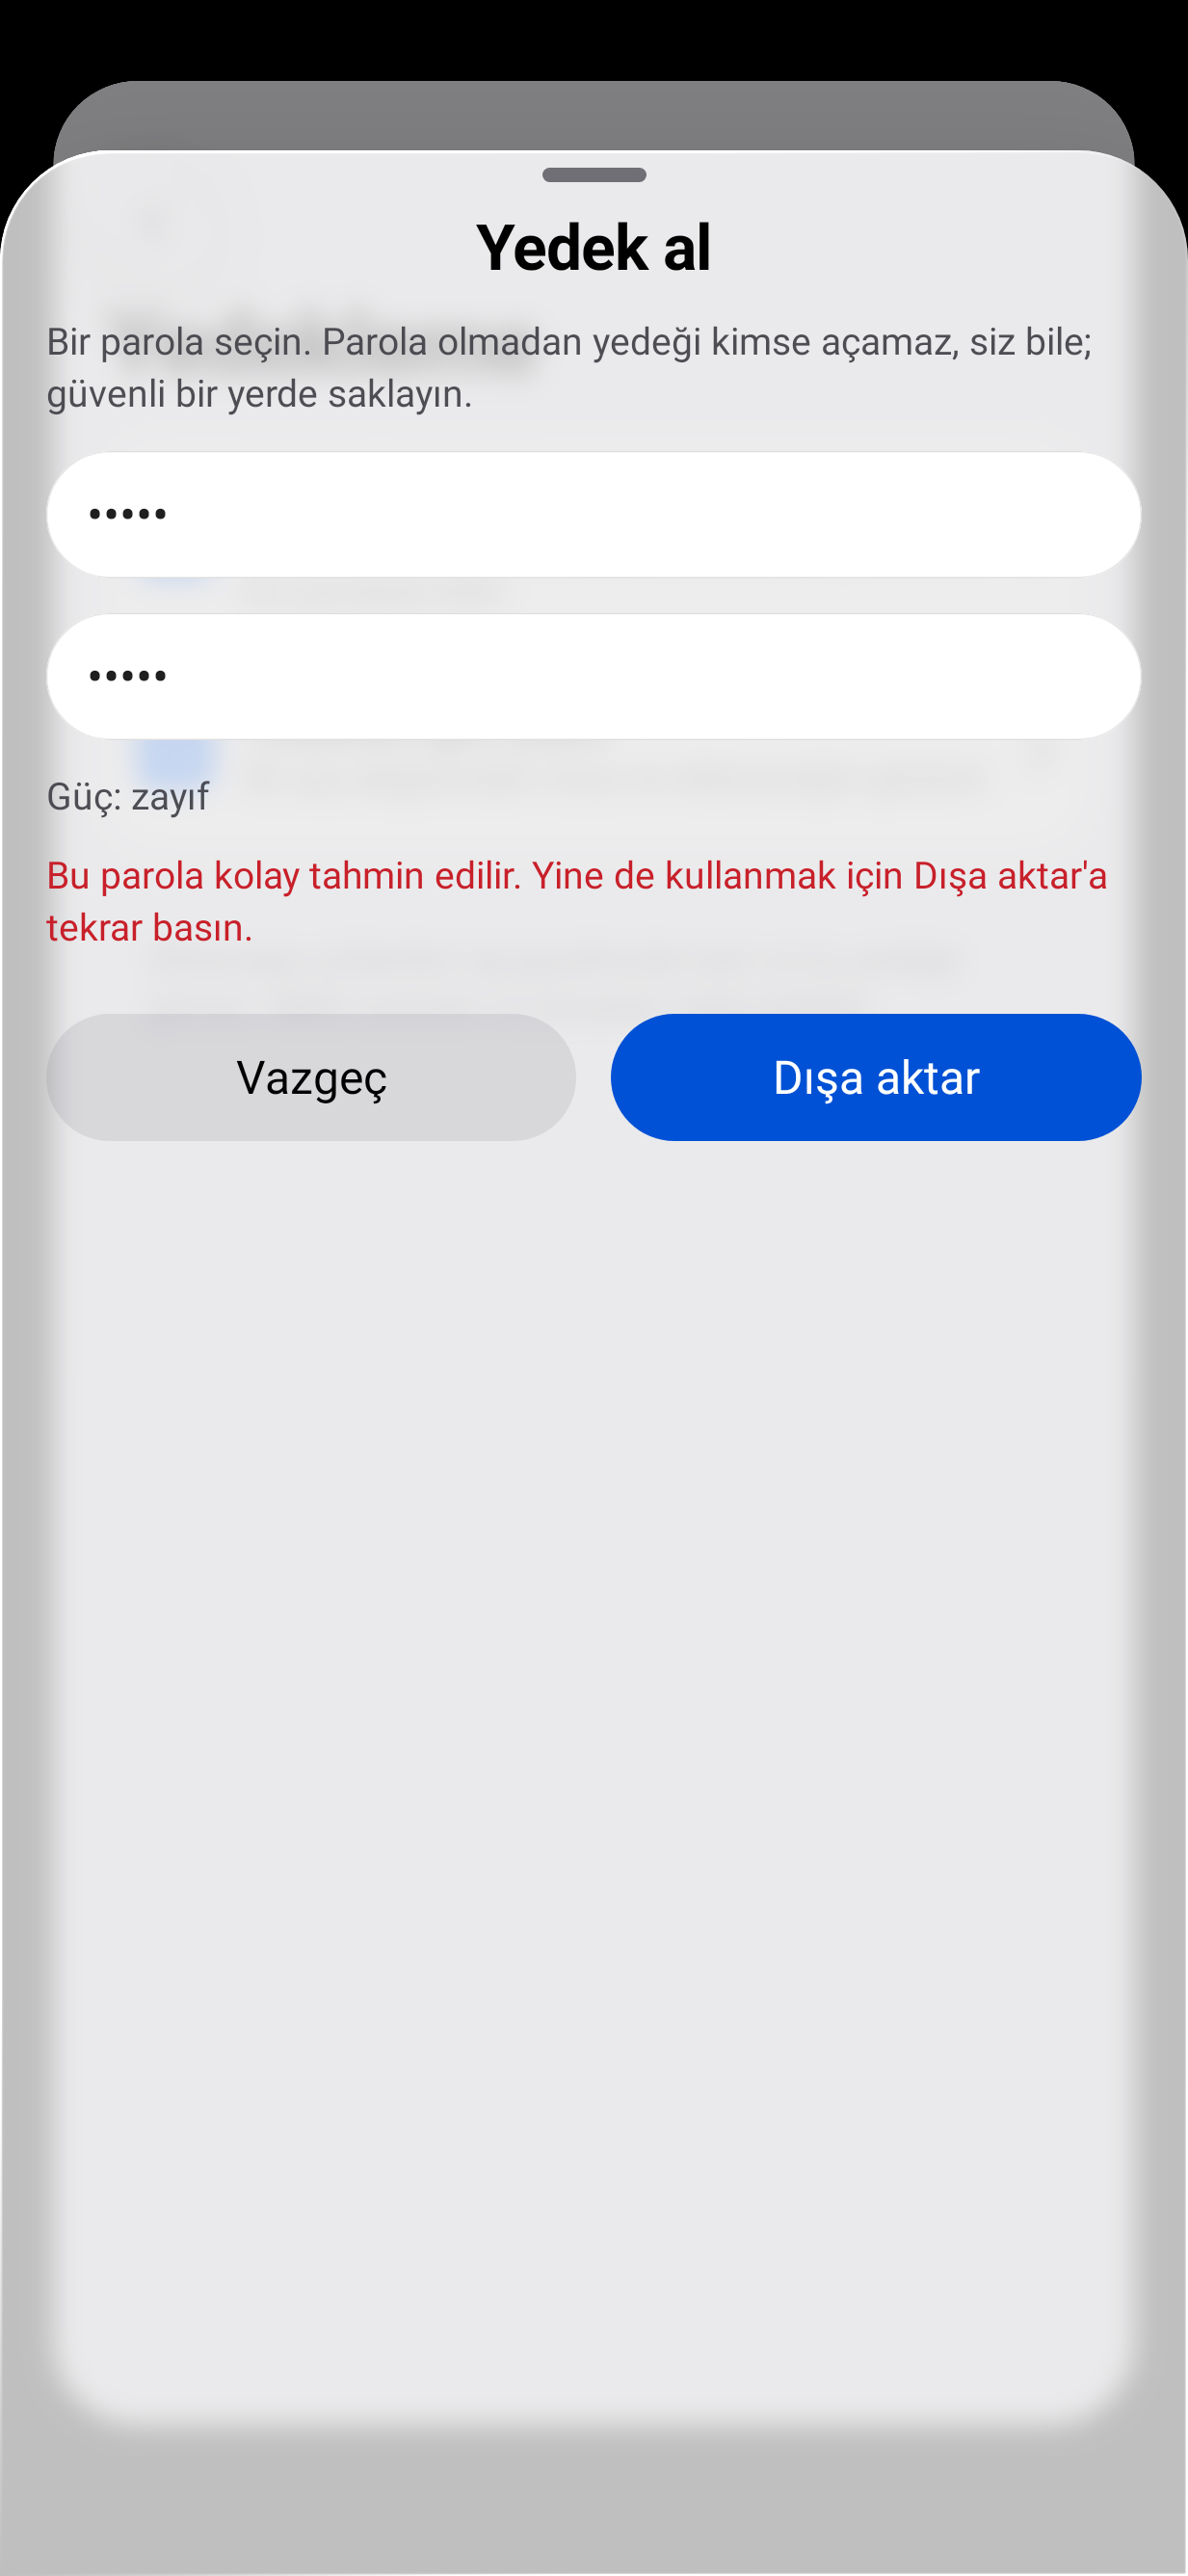 Yedek al
Bir parola seçin. Parola olmadan yedeği kimse açamaz, siz bile;
güvenli bir yerde saklayın.
•••••
•••••
Güç: zayıf
Bu parola kolay tahmin edilir. Yine de kullanmak için Dışa aktar'a
tekrar basın.
Vazgeç
Dışa aktar